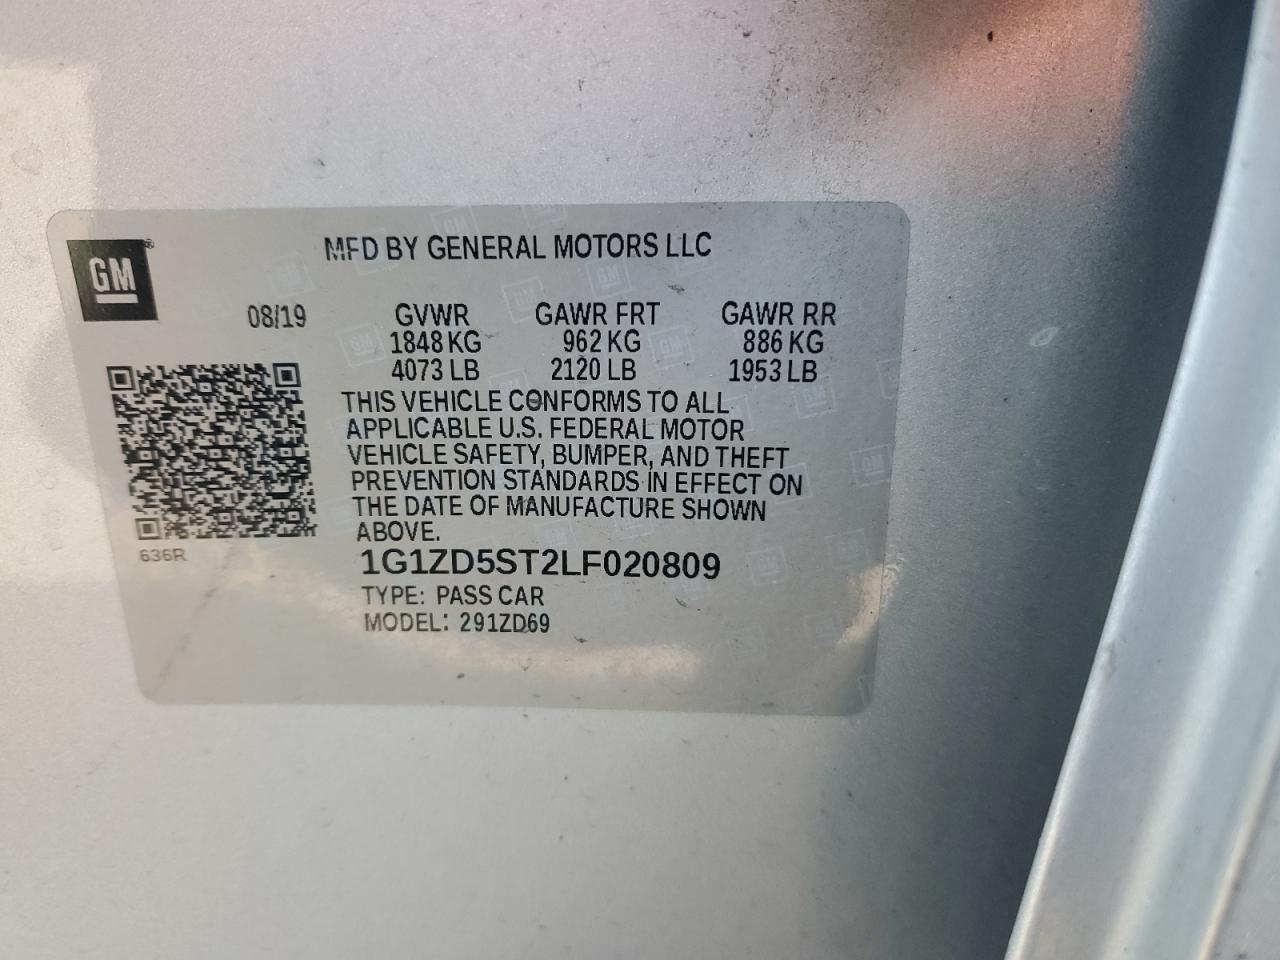 GM®
MFD BY GENERAL MOTORS LLC
08/19 GVWR GAWR FRT GAWR RR
1848 KG 962 KG 886 KG
4073 LB 2120 LB 1953 LB
THIS VEHICLE CONFORMS TO ALL
APPLICABLE U.S. FEDERAL MOTOR
VEHICLE SAFETY, BUMPER, AND THEFT
PREVENTION STANDARDS IN EFFECT ON
THE DATE OF MANUFACTURE SHOWN
ABOVE.
636R
1G1ZD5ST2LF020809
TYPE: PASS CAR
MODEL: 291ZD69